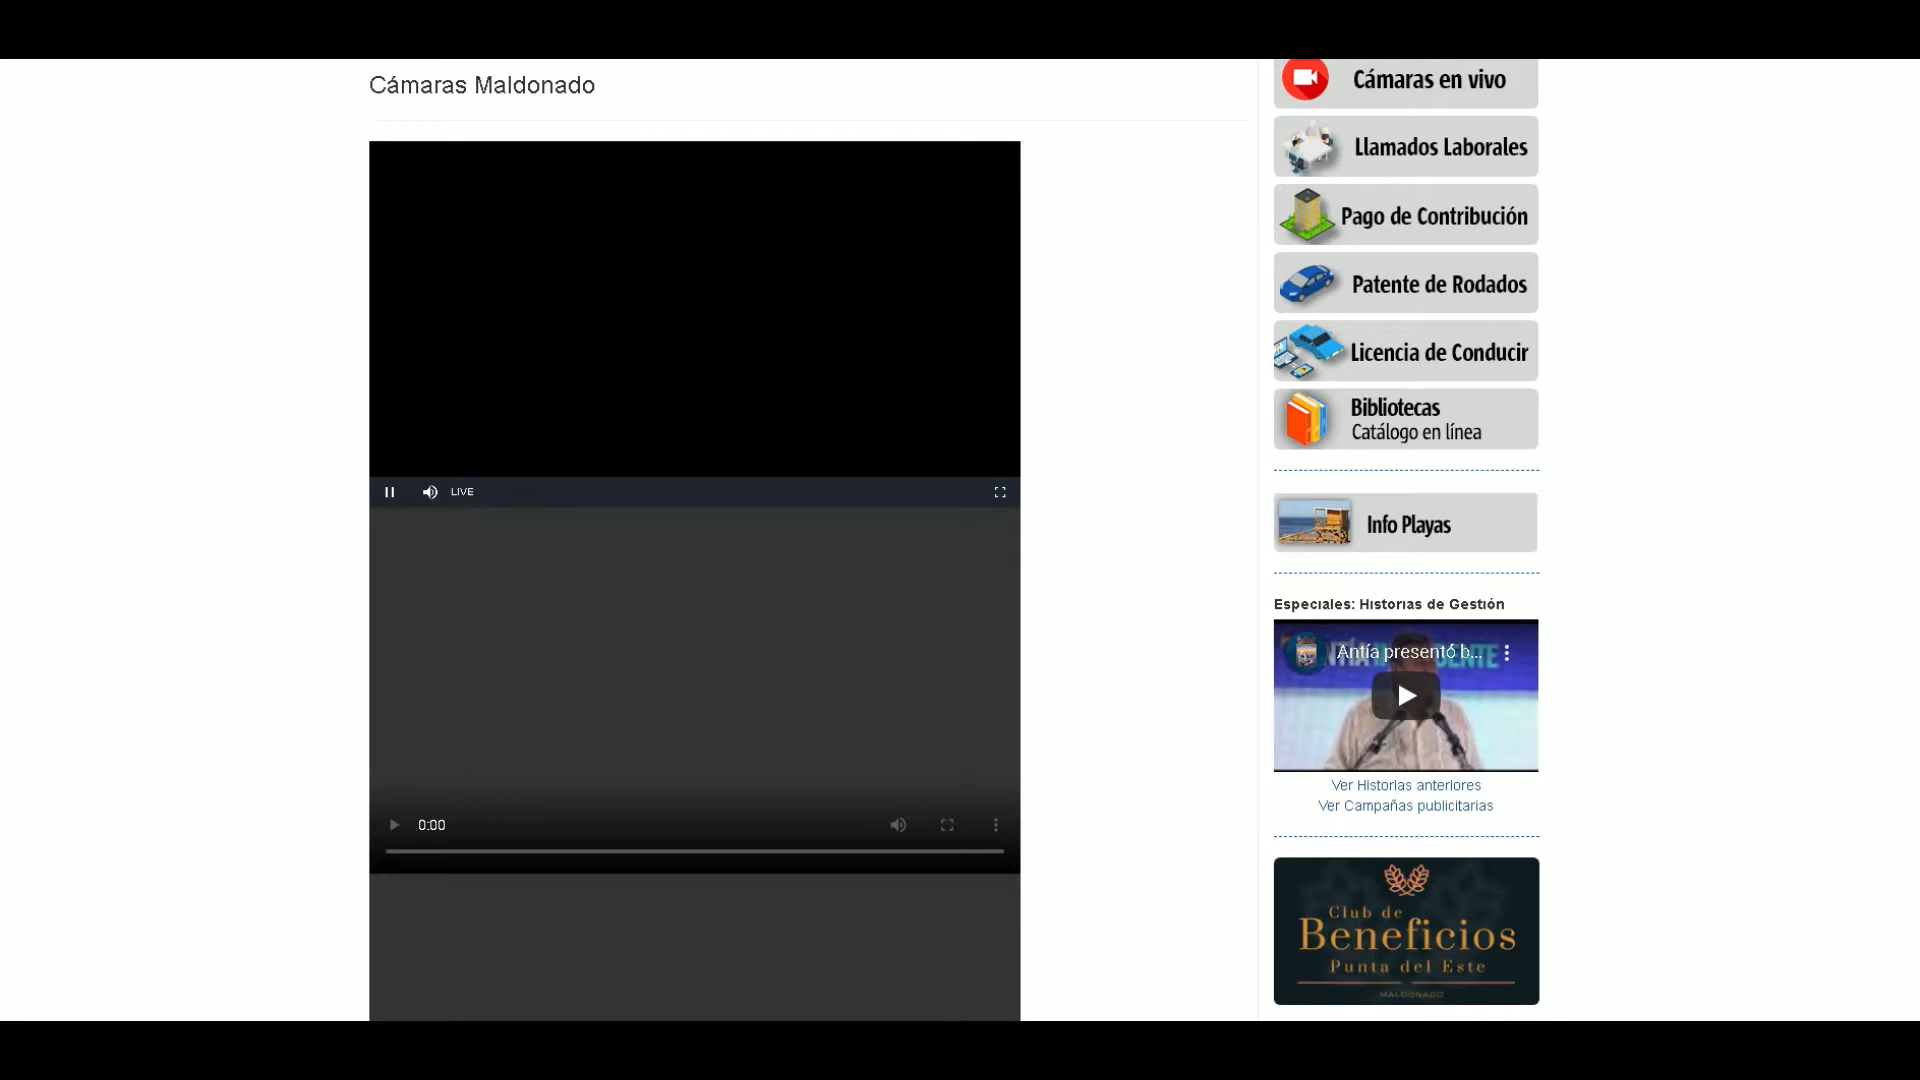 Cámaras Maldonado
LIVE
0:00
Cámaras en vivo
Llamados Laborales
Pago de Contribución
Patente de Rodados
Licencia de Conducir
Bibliotecas
Catálogo en línea
Info Playas
Especiales: Historias de Gestión
Antía presentó b...
Ver Historias anteriores
Ver Campañas publicitarias
Club de
Beneficios
Punta del Este
MALDONADO